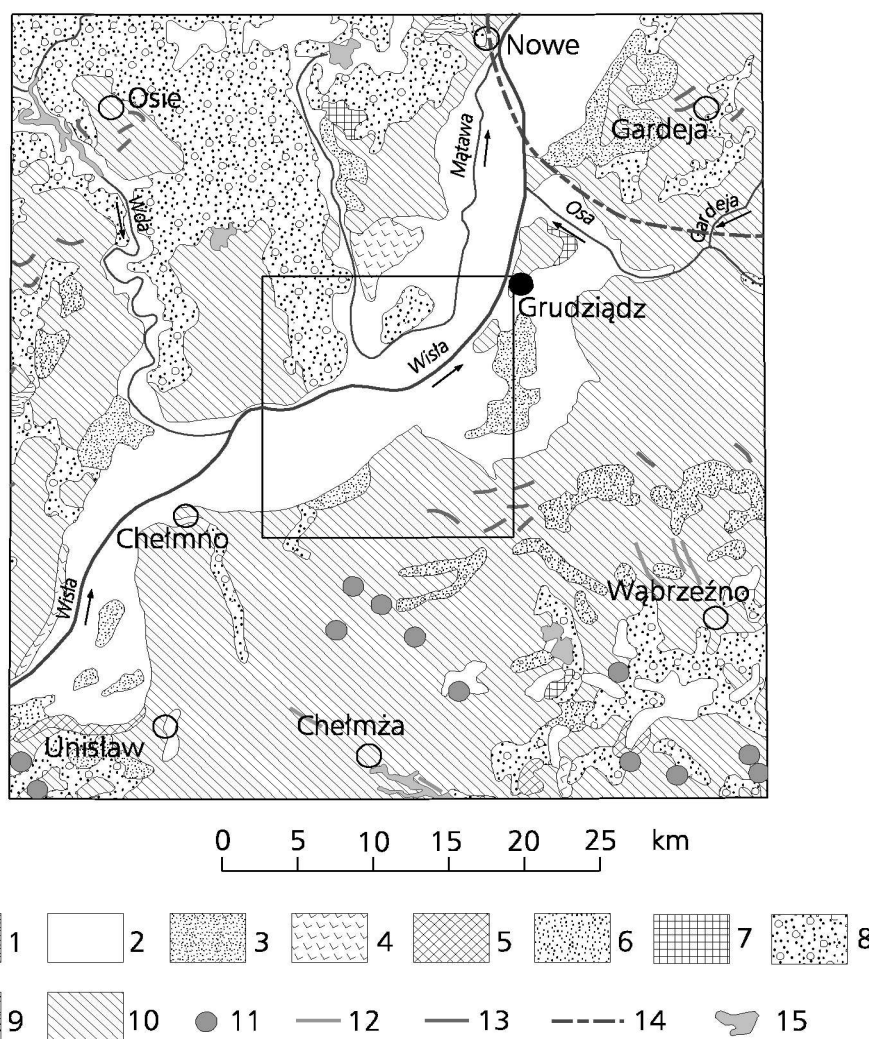 Nowe
Osie
Gardeja
Mątawa
Wda
Osa
Gardeja
Grudziądz
Wisła
Chełmno
Wisła
Wąbrzeźno
Unisław
Chełmża
0 5 10 15 20 25 km
1 2 3 4 5 6 7 8
9 10 11 12 13 14 15